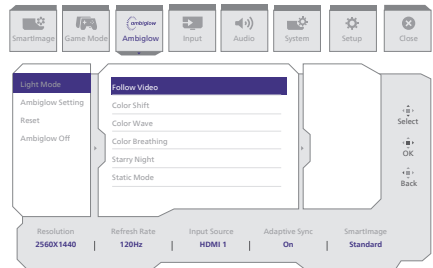 ambiglow
SmartImage Game Mode Ambiglow Input Audio System Setup Close
Light Mode
Ambiglow Setting
Reset
Ambiglow Off
Follow Video
Color Shift
Color Wave
Color Breathing
Starry Night
Static Mode
Select
OK
Back
Resolution Refresh Rate Input Source Adaptive Sync SmartImage
2560X1440 | 120Hz | HDMI 1 | On | Standard